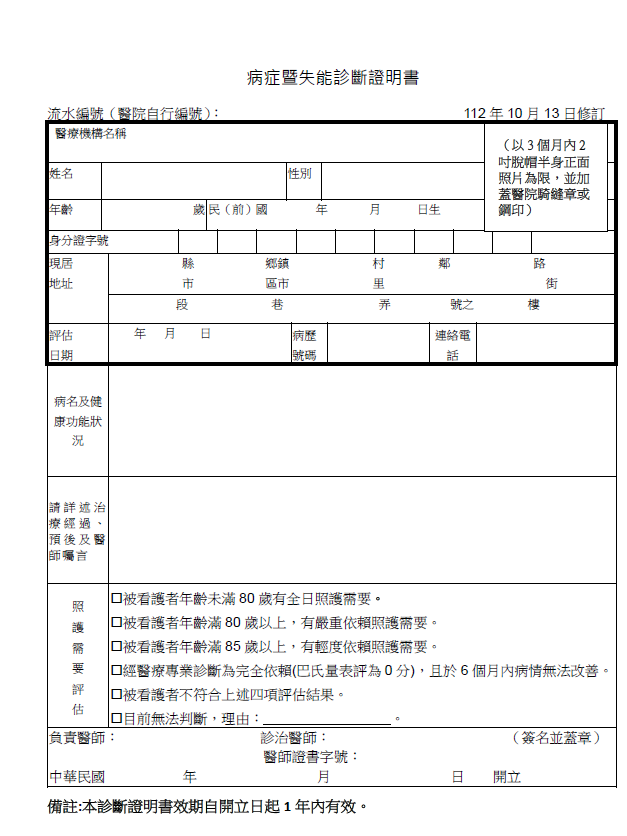 病症暨失能診斷證明書
流水編號（醫院自行編號）： 112 年 10 月 13 日修訂
醫療機構名稱
（以 3 個月內 2
吋脫帽半身正面
照片為限，並加
蓋醫院騎縫章或
鋼印）
姓名 性別
年齡 歲 民（前）國 年 月 日生
身分證字號
現居
地址
縣 鄉鎮 村 鄰 路
市 區市 里 街
段 巷 弄 號之 樓
評估
日期
年 月 日
病歷
號碼
連絡電
話
病名及健
康功能狀
況
請詳述治
療經過、
預後及醫
師囑言
照
護
需
要
評
估
□被看護者年齡未滿 80 歲有全日照護需要。
□被看護者年齡滿 80 歲以上，有嚴重依賴照護需要。
□被看護者年齡滿 85 歲以上，有輕度依賴照護需要。
□經醫療專業診斷為完全依賴(巴氏量表評為 0 分)，且於 6 個月內病情無法改善。
□被看護者不符合上述四項評估結果。
□目前無法判斷，理由：________________。
負責醫師： 診治醫師： （簽名並蓋章）
醫師證書字號：
中華民國 年 月 日 開立
備註:本診斷證明書效期自開立日起 1 年內有效。